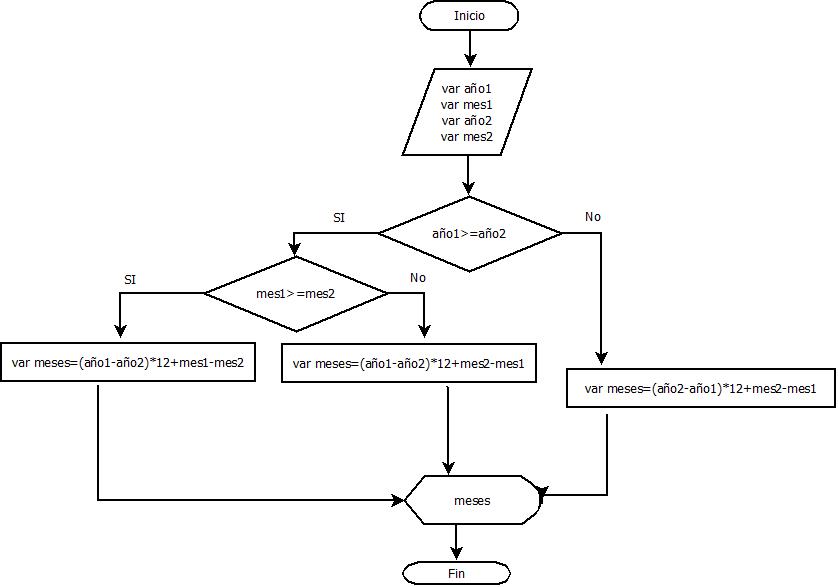 Inicio
var año1
var mes1
var año2
var mes2
año1>=año2
SI
No
mes1>=mes2
SI
No
var meses=(año1-año2)*12+mes1-mes2
var meses=(año1-año2)*12+mes2-mes1
var meses=(año2-año1)*12+mes2-mes1
meses
Fin